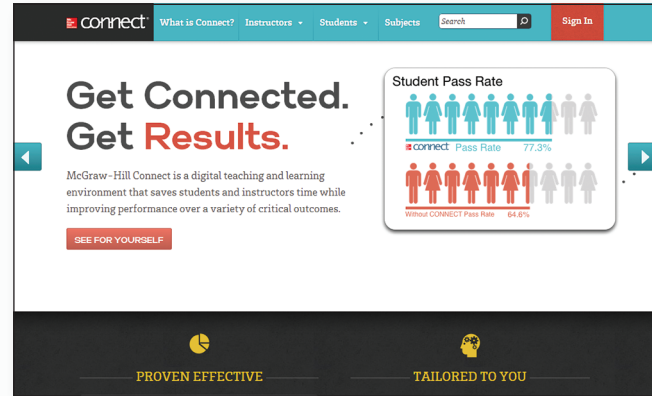 connect
What is Connect? Instructors Students Subjects Search Sign In
Get Connected.
Get Results.
McGraw-Hill Connect is a digital teaching and learning
environment that saves students and instructors time while
improving performance over a variety of critical outcomes.
SEE FOR YOURSELF
Student Pass Rate
connect Pass Rate 77.3%
Without CONNECT Pass Rate 64.6%
PROVEN EFFECTIVE
TAILORED TO YOU